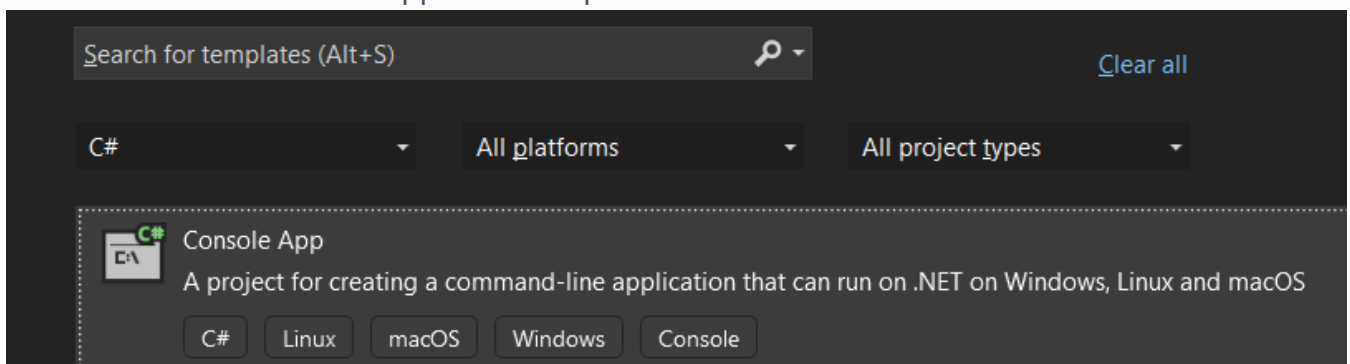 Search for templates (Alt+S)
Clear all
C# All platforms All project types
C#
C:\
Console App
A project for creating a command-line application that can run on .NET on Windows, Linux and macOS
C# Linux macOS Windows Console